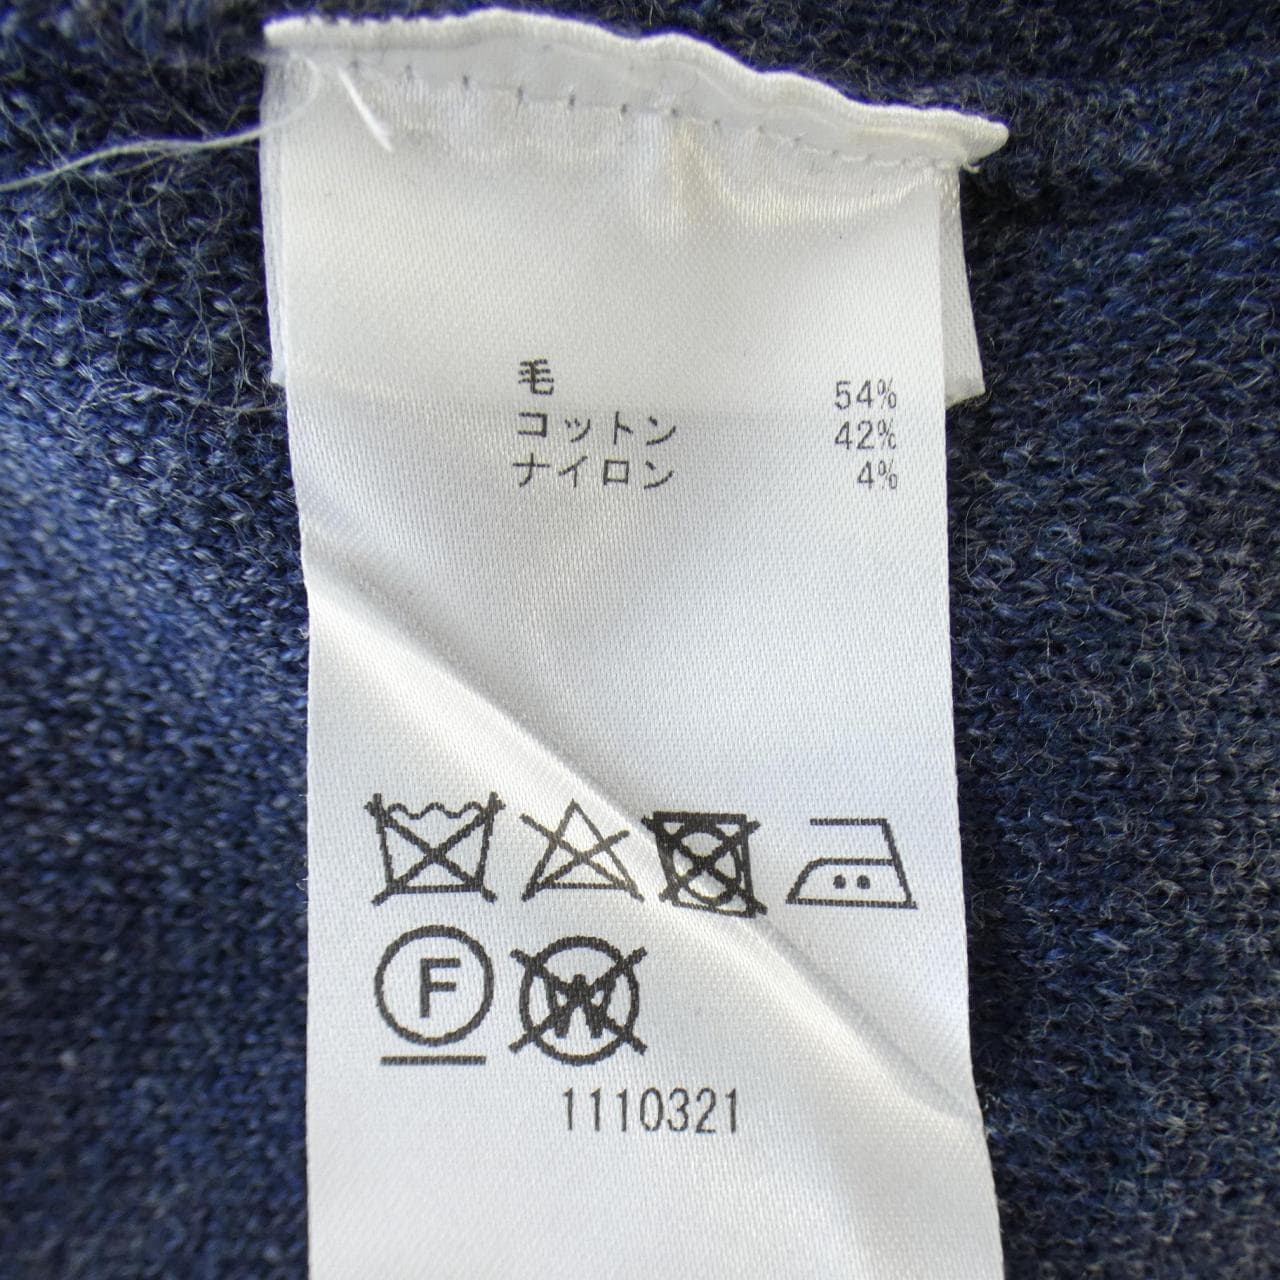 毛 54%
コットン 42%
ナイロン 4%
F W
1110321